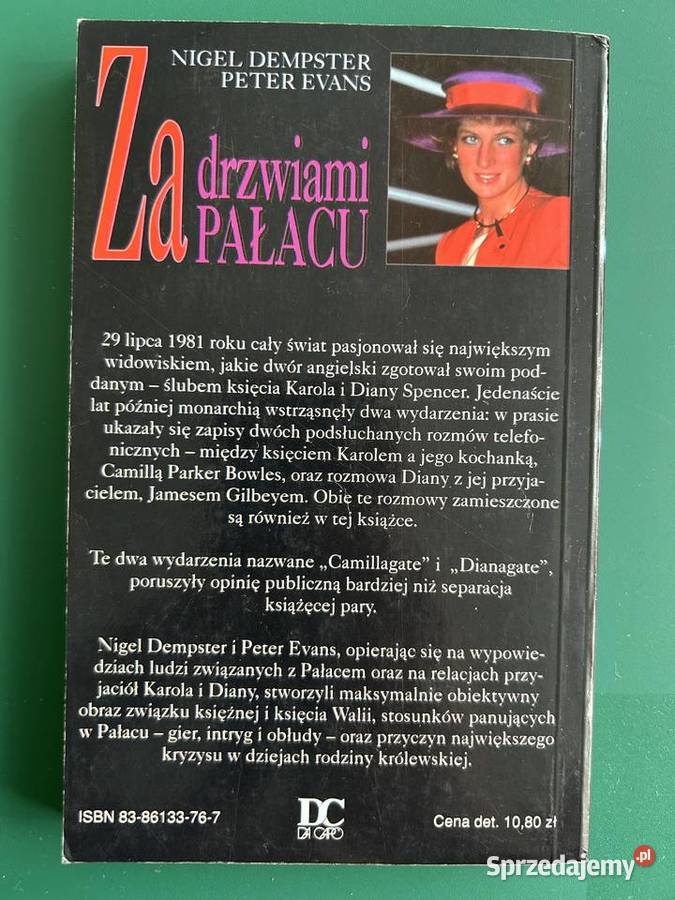 NIGEL DEMPSTER
PETER EVANS
Za drzwiami
PAŁACU
29 lipca 1981 roku cały świat pasjonował się największym
widowiskiem, jakie dwór angielski zgotował swoim pod-
danym – ślubem księcia Karola i Diany Spencer. Jedenaście
lat później monarchią wstrząsnęły dwa wydarzenia: w prasie
ukazały się zapisy dwóch podsłuchanych rozmów telefo-
nicznych – między księciem Karolem a jego kochanką,
Camillą Parker Bowles, oraz rozmowa Diany z jej przyja-
cielem, Jamesem Gilbeyem. Obie te rozmowy zamieszczone
są również w tej książce.
Te dwa wydarzenia nazwane „Camillagate" i „Dianagate",
poruszyły opinię publiczną bardziej niż separacja
książęcej pary.
Nigel Dempster i Peter Evans, opierając się na wypowie-
dziach ludzi związanych z Pałacem oraz na relacjach przy-
jaciół Karola i Diany, stworzyli maksymalnie obiektywny
obraz związku księżnej i księcia Walii, stosunków panujących
w Pałacu – gier, intryg i obłudy – oraz przyczyn największego
kryzysu w dziejach rodziny królewskiej.
ISBN 83-86133-76-7
DC
DA CAPO
Cena det. 10,80 zł
Sprzedajemy.pl